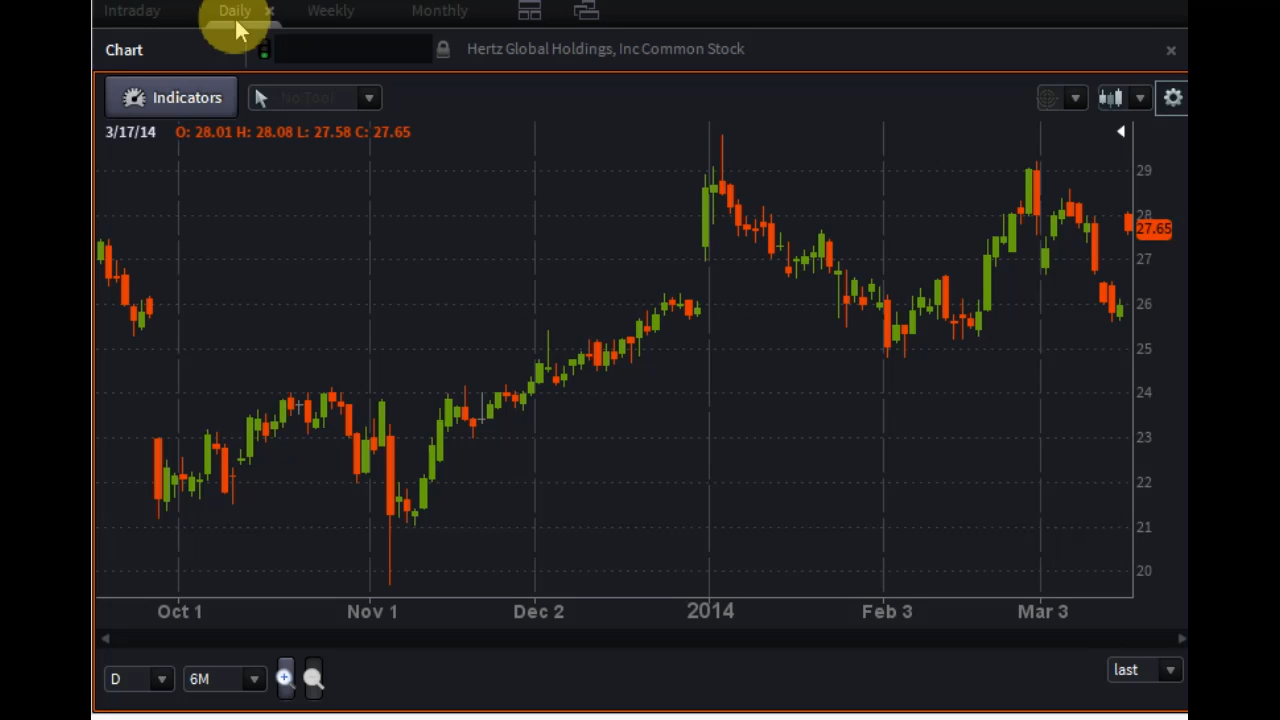 Intraday Daily Weekly Monthly
Chart Hertz Global Holdings, Inc Common Stock
Indicators No Tool
3/17/14 O: 28.01 H: 28.08 L: 27.58 C: 27.65
29
28
27.65
27
26
25
24
23
22
21
20
Oct 1 Nov 1 Dec 2 2014 Feb 3 Mar 3
D 6M last